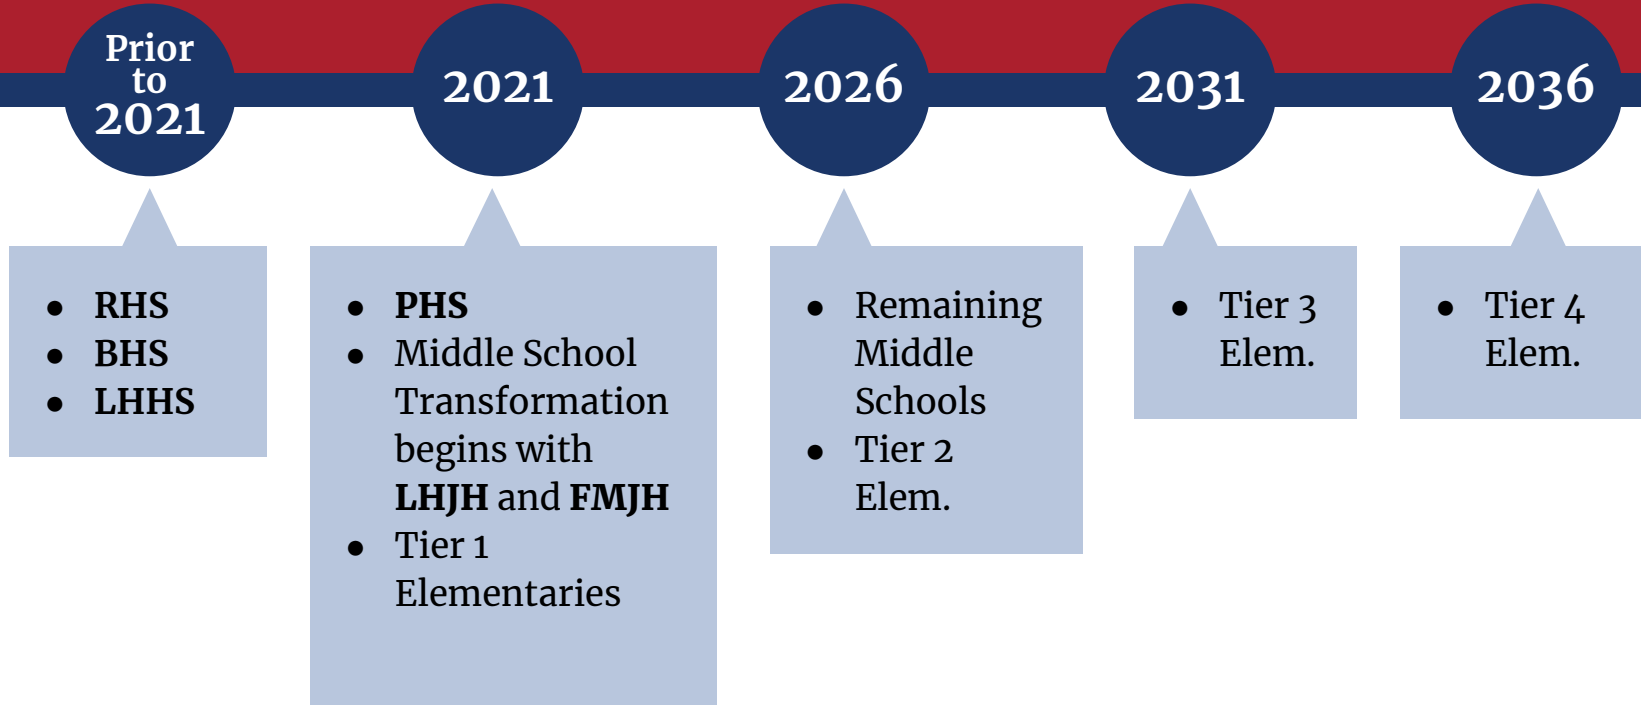 Prior
to
2021
2021
2026
2031
2036
● RHS
● BHS
● LHHS
● PHS
● Middle School
Transformation
begins with
LHJH and FMJH
● Tier 1
Elementaries
● Remaining
Middle
Schools
● Tier 2
Elem.
● Tier 3
Elem.
● Tier 4
Elem.